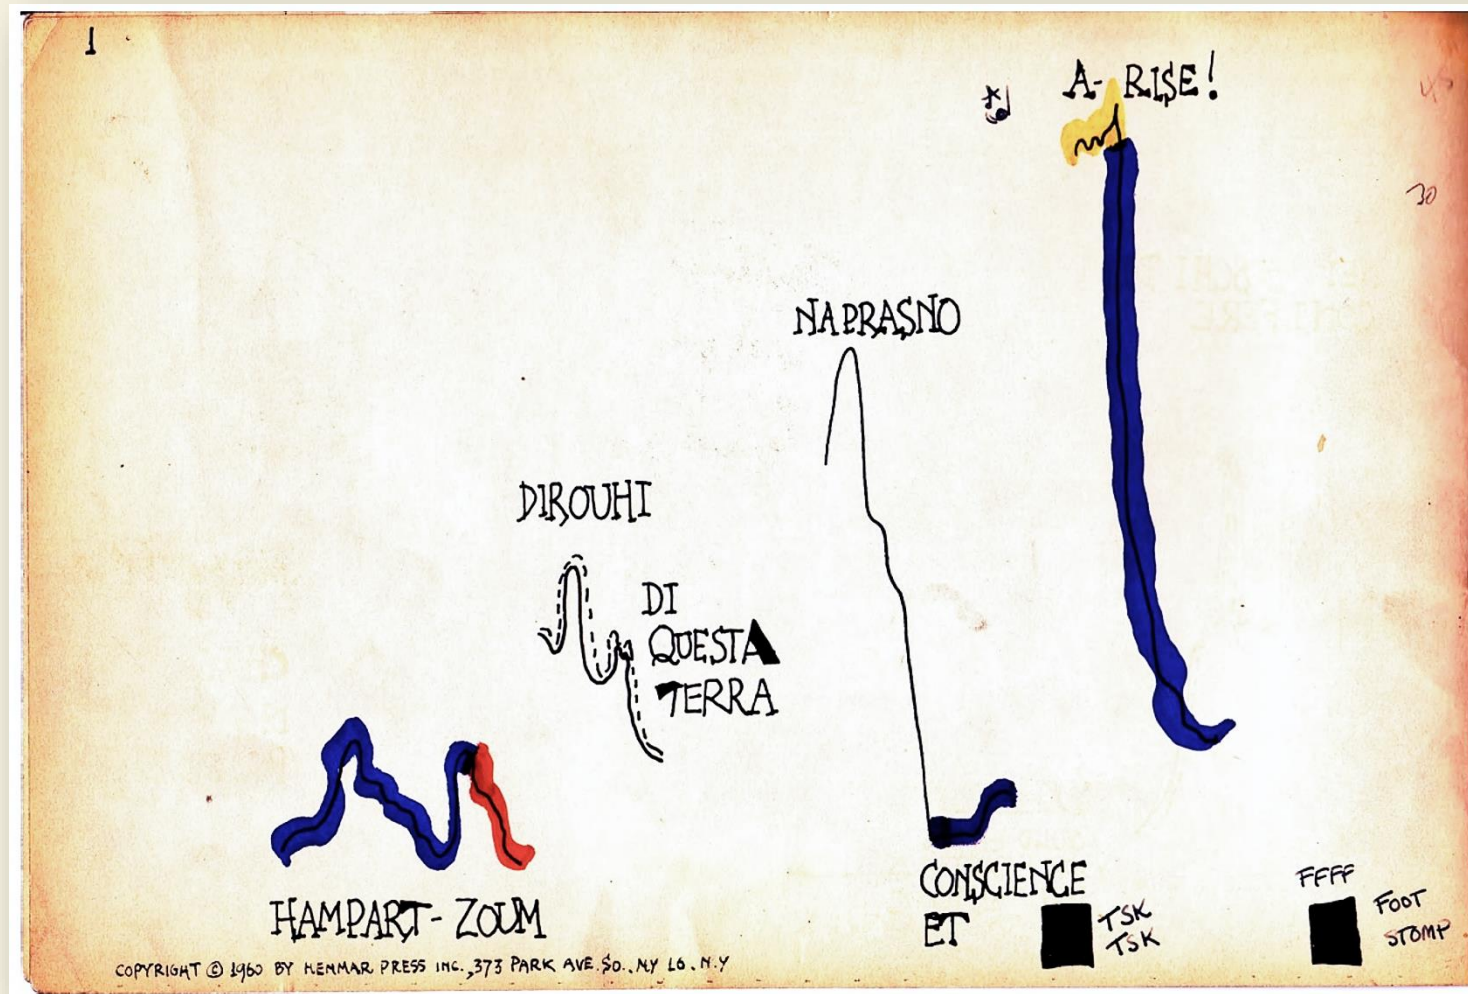 1
A-RISE!
45
30
NAPRASNO
DIROUHI
DI
QUESTA
TERRA
HAMPART-ZOUM
CONSCIENCE
ET
TSK
TSK
FFFF
FOOT
STOMP
COPYRIGHT © 1960 BY HENMAR PRESS INC., 373 PARK AVE. SO., N.Y 16. N.Y